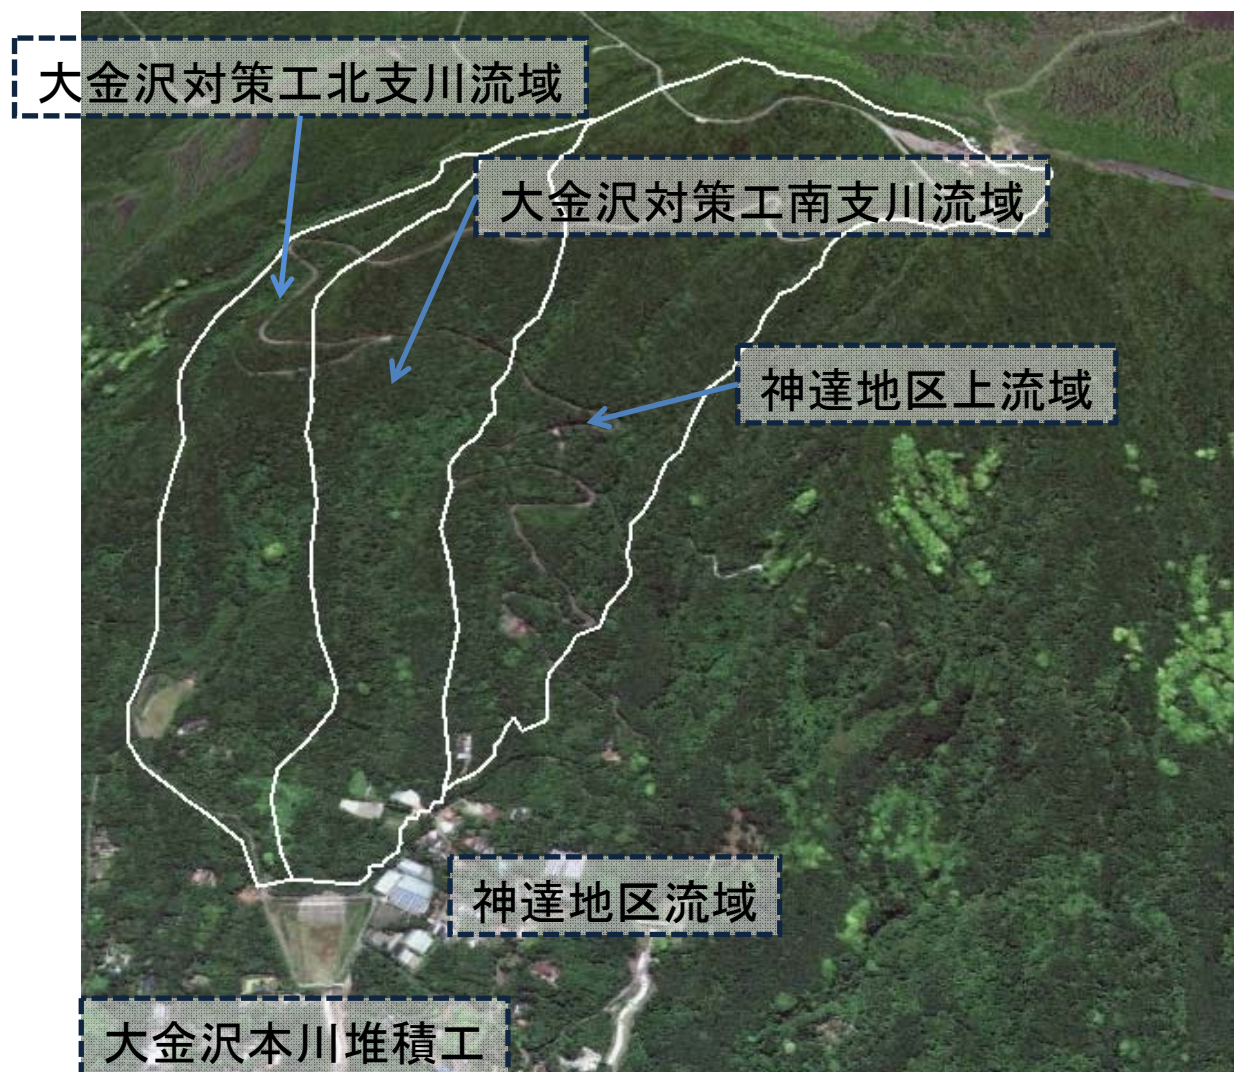 大金沢対策工北支川流域
大金沢対策工南支川流域
神達地区上流域
神達地区流域
大金沢本川堆積工